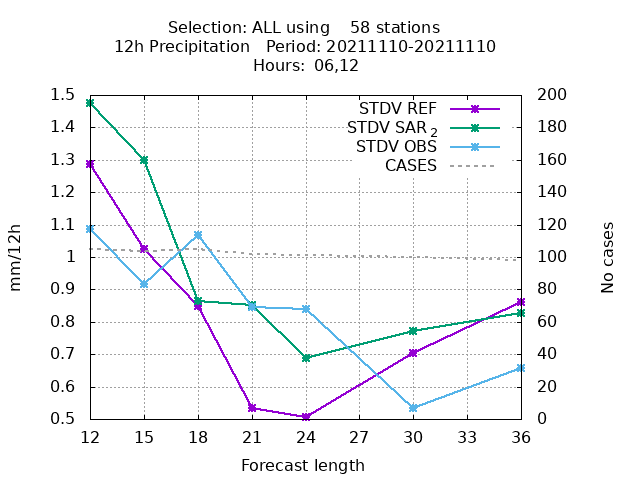 Selection: ALL using    58 stations
12h Precipitation   Period: 20211110-20211110
Hours:  06,12
STDV REF
STDV SAR2
STDV OBS
CASES
1.5
1.4
1.3
1.2
1.1
1
0.9
0.8
0.7
0.6
0.5
mm/12h
200
180
160
140
120
100
80
60
40
20
0
No cases
12 15 18 21 24 27 30 33 36
Forecast length